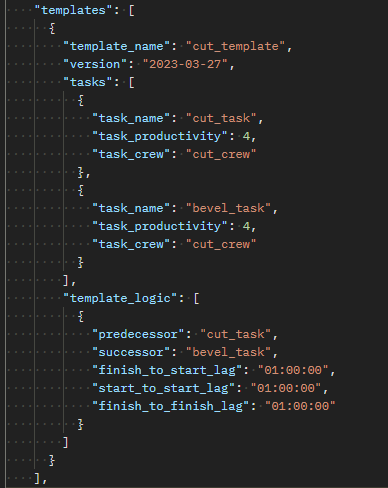 "templates": [
{
"template_name": "cut_template",
"version": "2023-03-27",
"tasks": [
{
"task_name": "cut_task",
"task_productivity": 4,
"task_crew": "cut_crew"
},
{
"task_name": "bevel_task",
"task_productivity": 4,
"task_crew": "cut_crew"
}
],
"template_logic": [
{
"predecessor": "cut_task",
"successor": "bevel_task",
"finish_to_start_lag": "01:00:00",
"start_to_start_lag": "01:00:00",
"finish_to_finish_lag": "01:00:00"
}
]
}
],